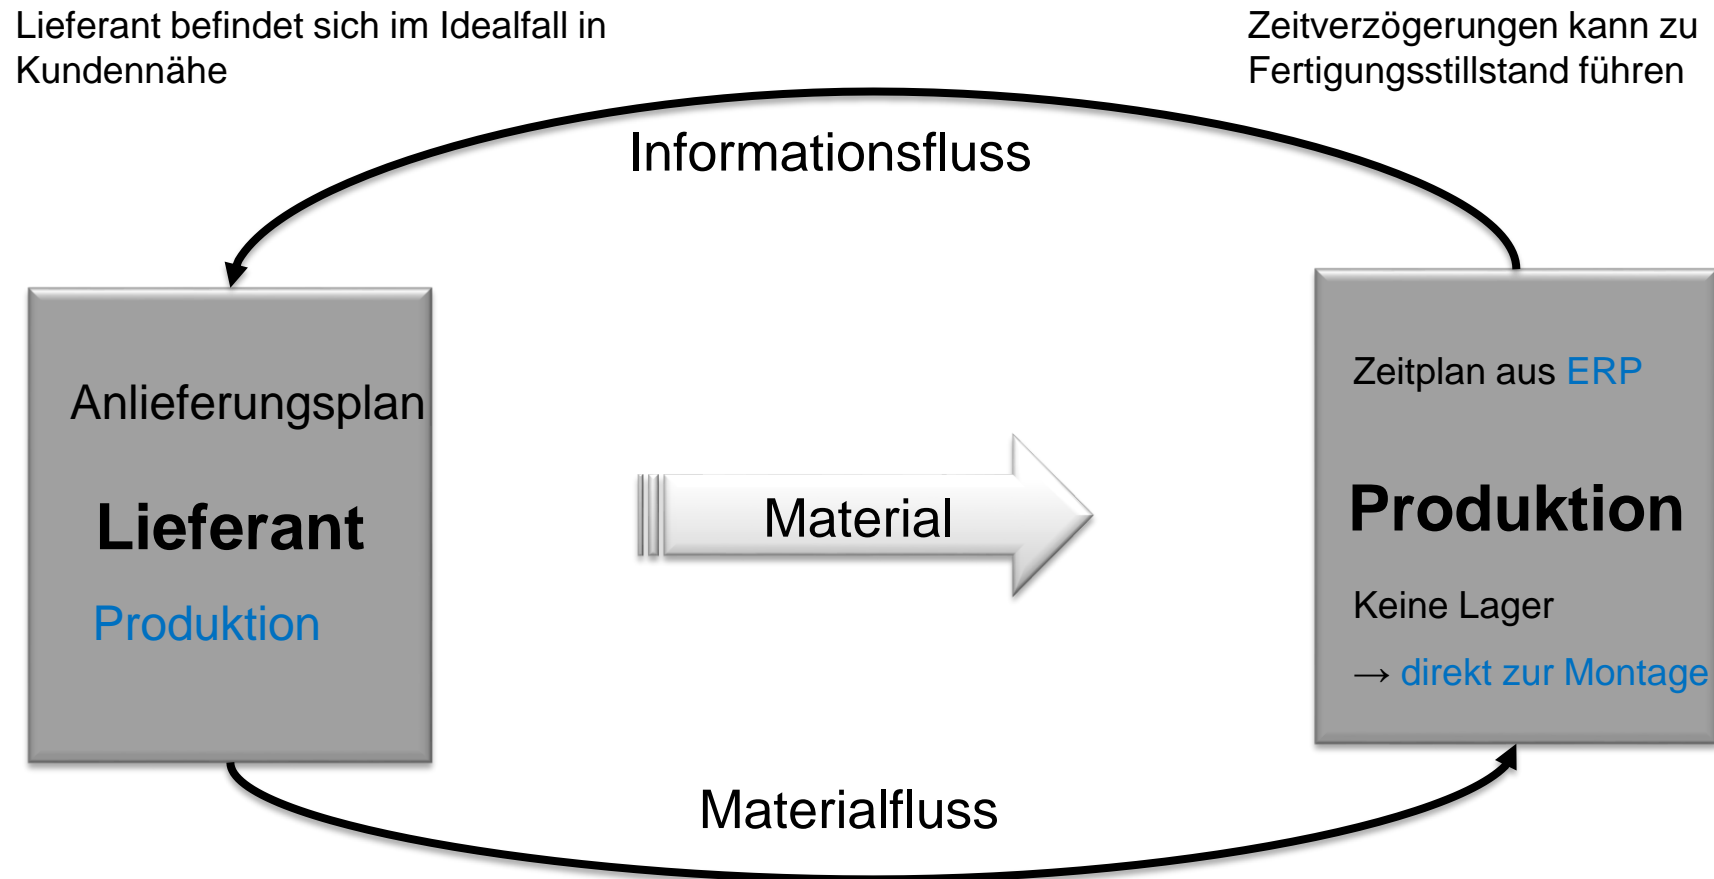 Lieferant befindet sich im Idealfall in
Kundennähe
Zeitverzögerungen kann zu
Fertigungsstillstand führen
Informationsfluss
Anlieferungsplan
Lieferant
Produktion
Material
Zeitplan aus ERP
Produktion
Keine Lager
→ direkt zur Montage
Materialfluss